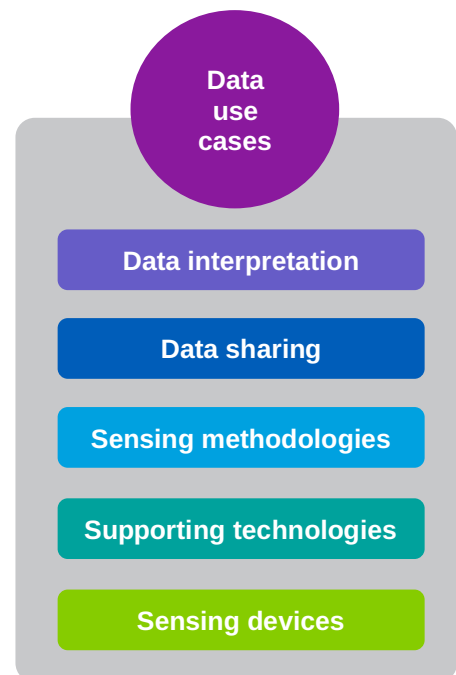 Data
use
cases
Data interpretation
Data sharing
Sensing methodologies
Supporting technologies
Sensing devices